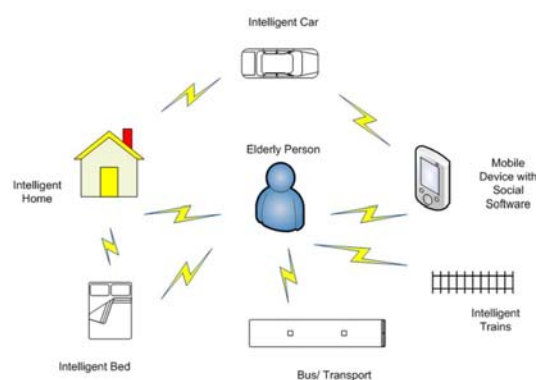 Intelligent Car
Elderly Person
Intelligent
Home
Mobile
Device with
Social
Software
Intelligent
Trains
Intelligent Bed
Bus/ Transport